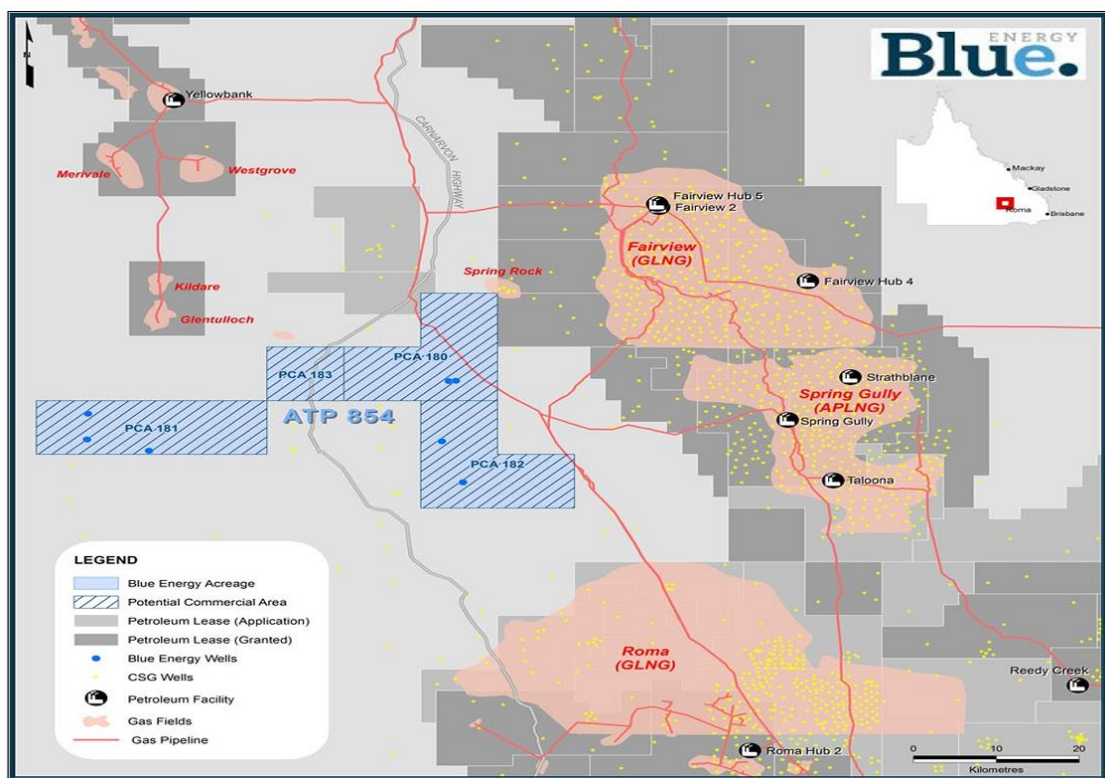 ENERGY
Blue.
N
Yellowbank
CARNARVON HIGHWAY
Merivale
Westgrove
Mackay
Gladstone
Roma
Brisbane
Fairview Hub 5
Fairview 2
Fairview
(GLNG)
Spring Rock
Fairview Hub 4
Kildare
Glentulloch
PCA 180
PCA 183
Strathblane
Spring Gully
(APLNG)
ATP 854
Spring Gully
PCA 181
PCA 182
Taloona
LEGEND
Blue Energy Acreage
Potential Commercial Area
Petroleum Lease (Application)
Petroleum Lease (Granted)
Blue Energy Wells
CSG Wells
Petroleum Facility
Gas Fields
Gas Pipeline
Roma
(GLNG)
Reedy Creek
Roma Hub 2
0 10 20
Kilometres